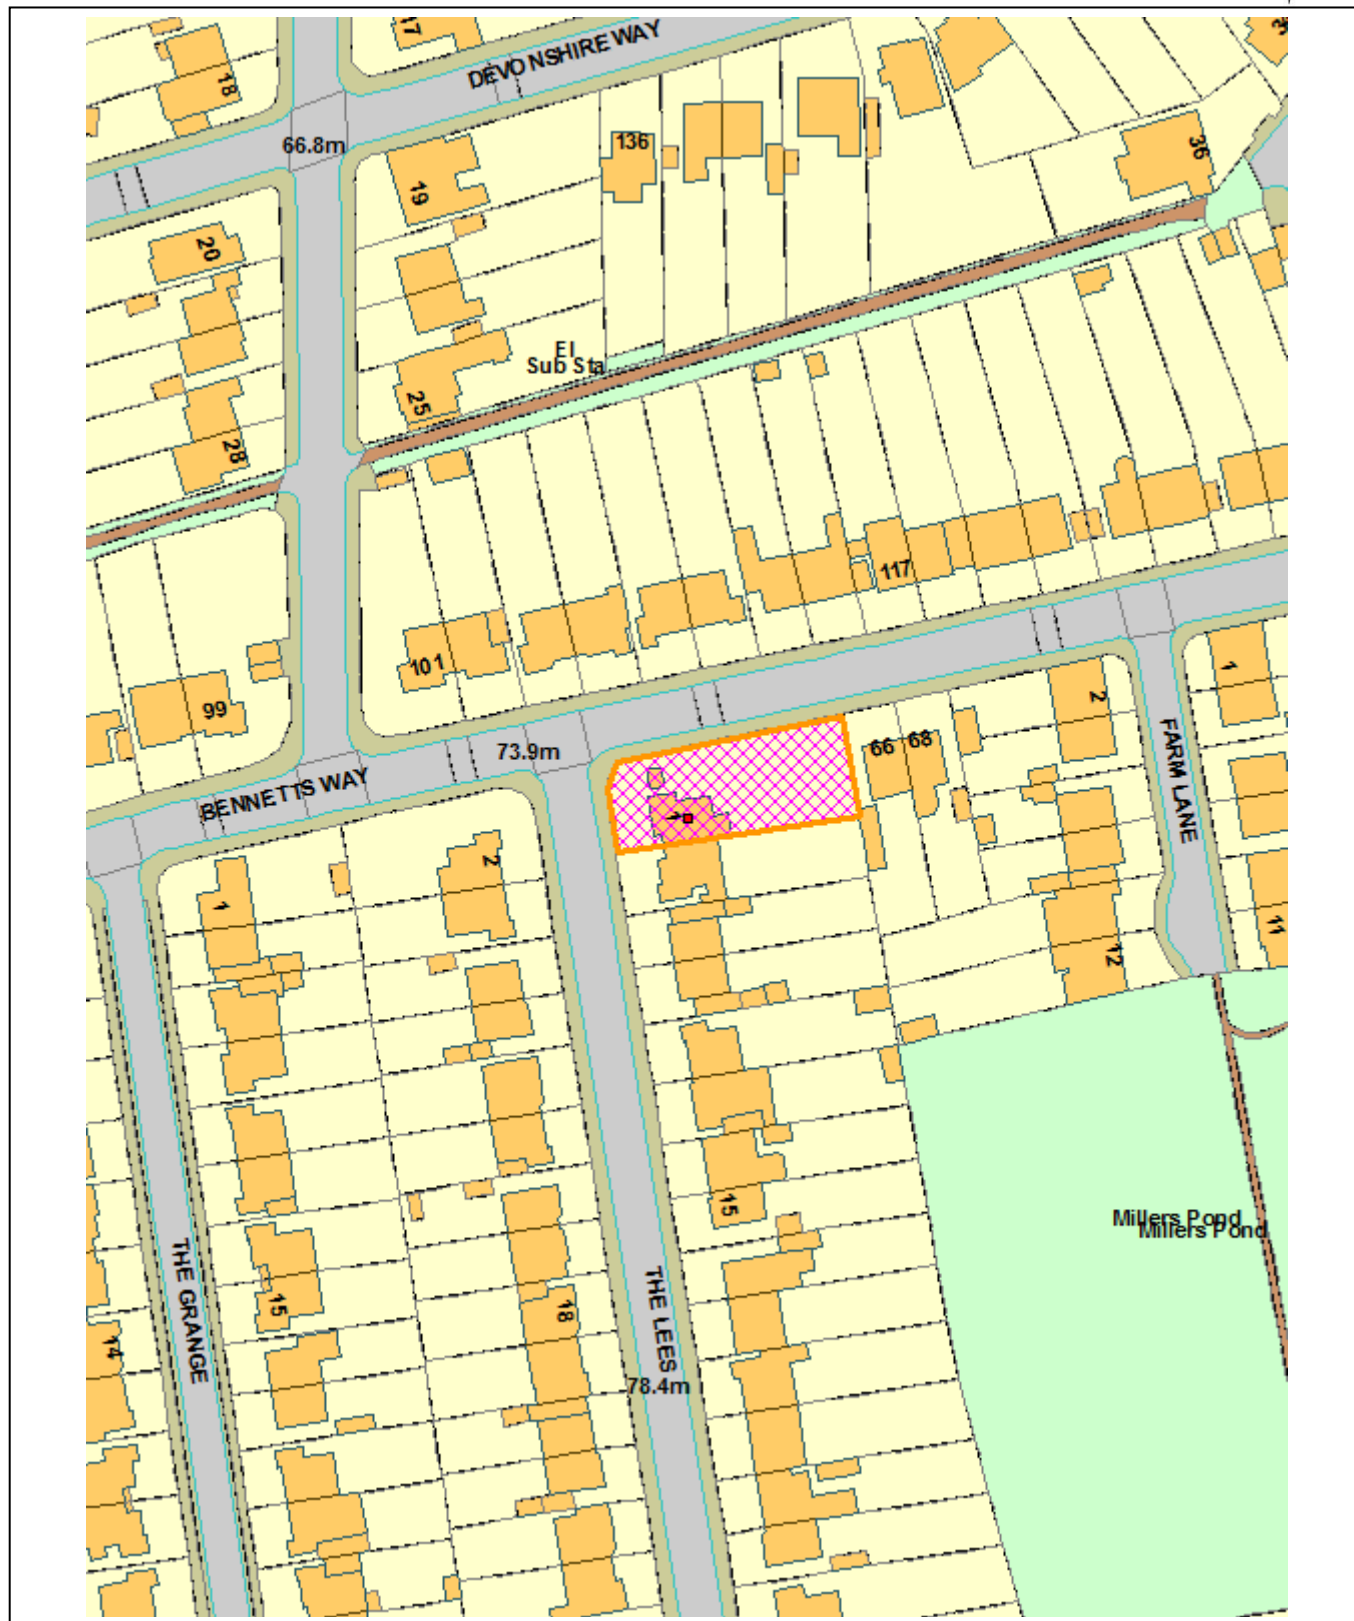 17
DEVONSHIRE WAY
18
66.8m
136
36
19
20
El
Sub Sta
25
28
117
101
99
1
2
73.9m
66
68
FARM LANE
BENNETTS WAY
1
2
1
12
11
15
Millers Pond
Millers Pond
THE GRANGE
15
18
THE LEES
14
78.4m